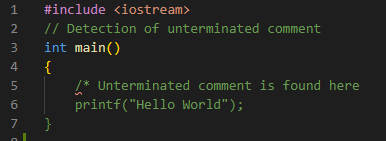 1 #include <iostream>
2 // Detection of unterminated comment
3 int main()
4 {
5 /* Unterminated comment is found here
6 printf("Hello World");
7 }